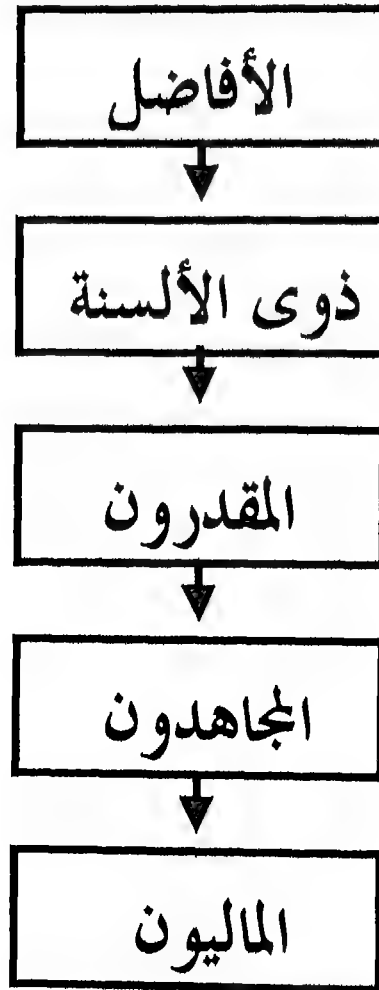 الأفاضل
ذوى الألسنة
المقدرون
المجاهدون
الماليون